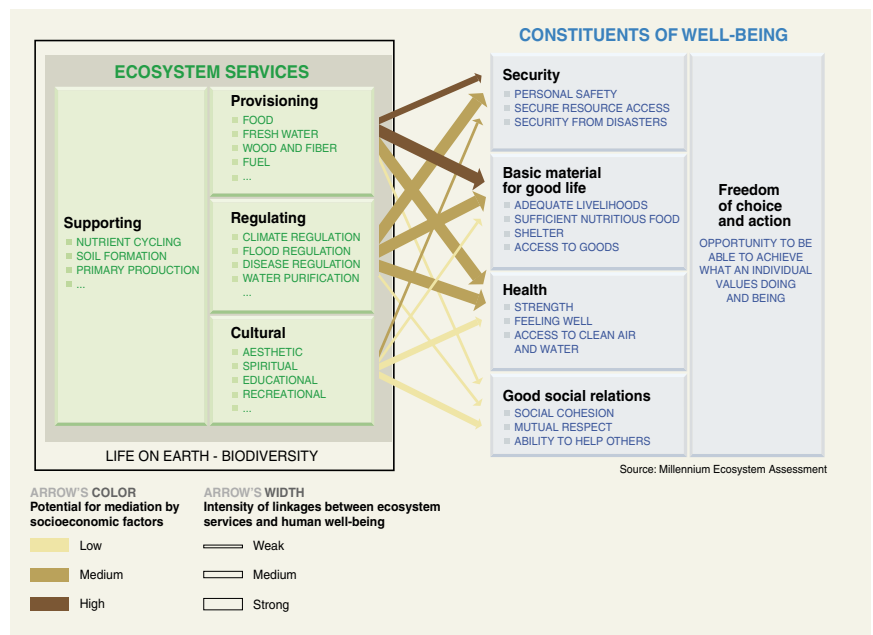 CONSTITUENTS OF WELL-BEING
ECOSYSTEM SERVICES
Supporting
NUTRIENT CYCLING
SOIL FORMATION
PRIMARY PRODUCTION
...
Provisioning
FOOD
FRESH WATER
WOOD AND FIBER
FUEL
...
Regulating
CLIMATE REGULATION
FLOOD REGULATION
DISEASE REGULATION
WATER PURIFICATION
...
Cultural
AESTHETIC
SPIRITUAL
EDUCATIONAL
RECREATIONAL
...
LIFE ON EARTH - BIODIVERSITY
Security
PERSONAL SAFETY
SECURE RESOURCE ACCESS
SECURITY FROM DISASTERS
Basic material
for good life
ADEQUATE LIVELIHOODS
SUFFICIENT NUTRITIOUS FOOD
SHELTER
ACCESS TO GOODS
Health
STRENGTH
FEELING WELL
ACCESS TO CLEAN AIR
AND WATER
Good social relations
SOCIAL COHESION
MUTUAL RESPECT
ABILITY TO HELP OTHERS
Freedom
of choice
and action
OPPORTUNITY TO BE
ABLE TO ACHIEVE
WHAT AN INDIVIDUAL
VALUES DOING
AND BEING
Source: Millennium Ecosystem Assessment
ARROW'S COLOR
Potential for mediation by
socioeconomic factors
Low
Medium
High
ARROW'S WIDTH
Intensity of linkages between ecosystem
services and human well-being
Weak
Medium
Strong